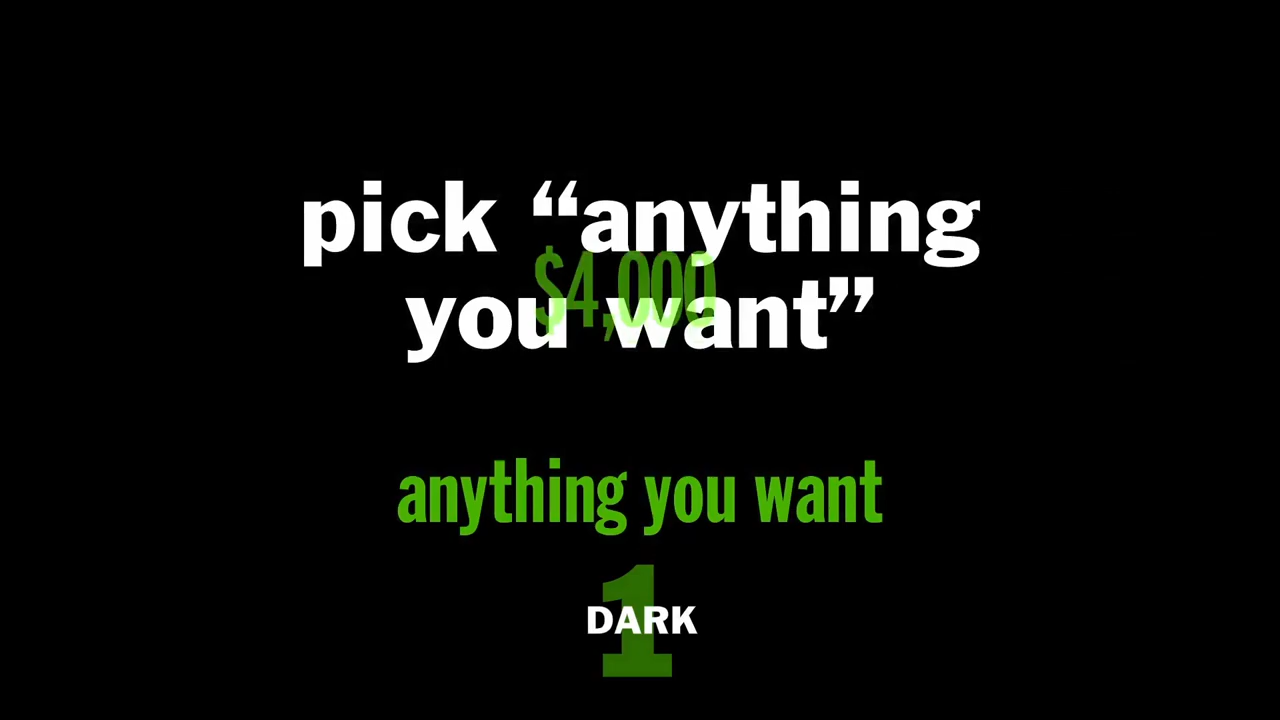 pick “anything
$4,000
you want”
anything you want
1
DARK